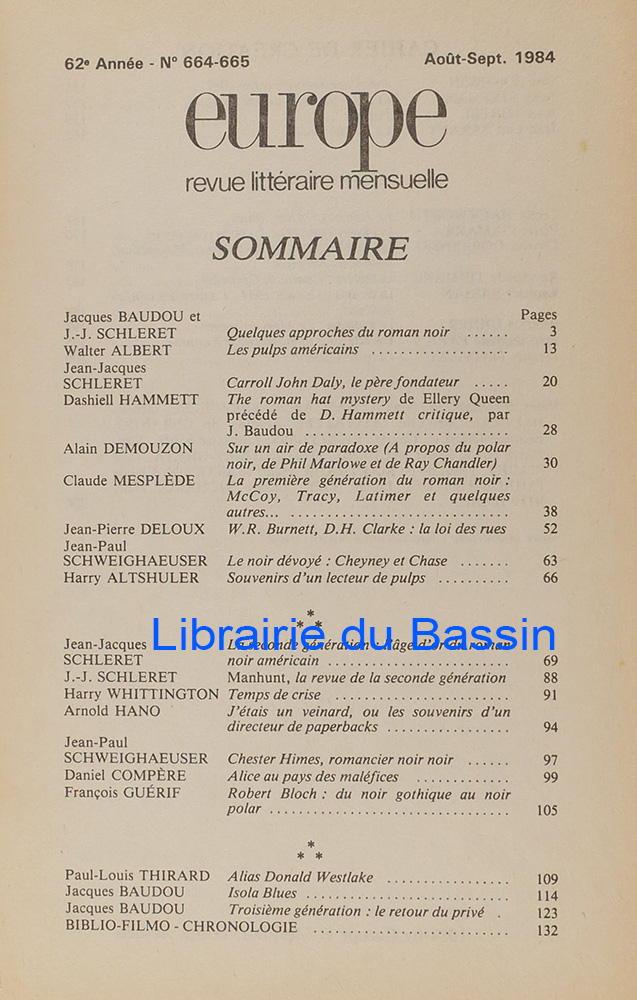 62e Année - N° 664-665 Août-Sept. 1984
europe
revue littéraire mensuelle
SOMMAIRE
Pages
Jacques BAUDOU et
J.-J. SCHLERET Quelques approches du roman noir ...... 3
Walter ALBERT Les pulps américains ................... 13
Jean-Jacques
SCHLERET Carroll John Daly, le père fondateur ..... 20
Dashiell HAMMETT The roman hat mystery de Ellery Queen
précédé de D. Hammett critique, par
J. Baudou ............................ 28
Alain DEMOUZON Sur un air de paradoxe (A propos du polar
noir, de Phil Marlowe et de Ray Chandler) 30
Claude MESPLÈDE La première génération du roman noir :
McCoy, Tracy, Latimer et quelques
autres... .............................. 38
Jean-Pierre DELOUX W.R. Burnett, D.H. Clarke : la loi des rues 52
Jean-Paul
SCHWEIGHAEUSER Le noir dévoyé : Cheyney et Chase ....... 63
Harry ALTSHULER Souvenirs d'un lecteur de pulps .......... 66
*
* *
Librairie du Bassin
Jean-Jacques La seconde génération : l'âge d'or du roman
SCHLERET noir américain ......................... 69
J.-J. SCHLERET Manhunt, la revue de la seconde génération 88
Harry WHITTINGTON Temps de crise ........................ 91
Arnold HANO J'étais un veinard, ou les souvenirs d'un
directeur de paperbacks ................. 94
Jean-Paul
SCHWEIGHAEUSER Chester Himes, romancier noir noir ...... 97
Daniel COMPÈRE Alice au pays des maléfices ............. 99
François GUÉRIF Robert Bloch : du noir gothique au noir
polar ................................. 105
*
* *
Paul-Louis THIRARD Alias Donald Westlake ................. 109
Jacques BAUDOU Isola Blues ............................ 114
Jacques BAUDOU Troisième génération : le retour du privé . 123
BIBLIO-FILMO - CHRONOLOGIE ........................... 132